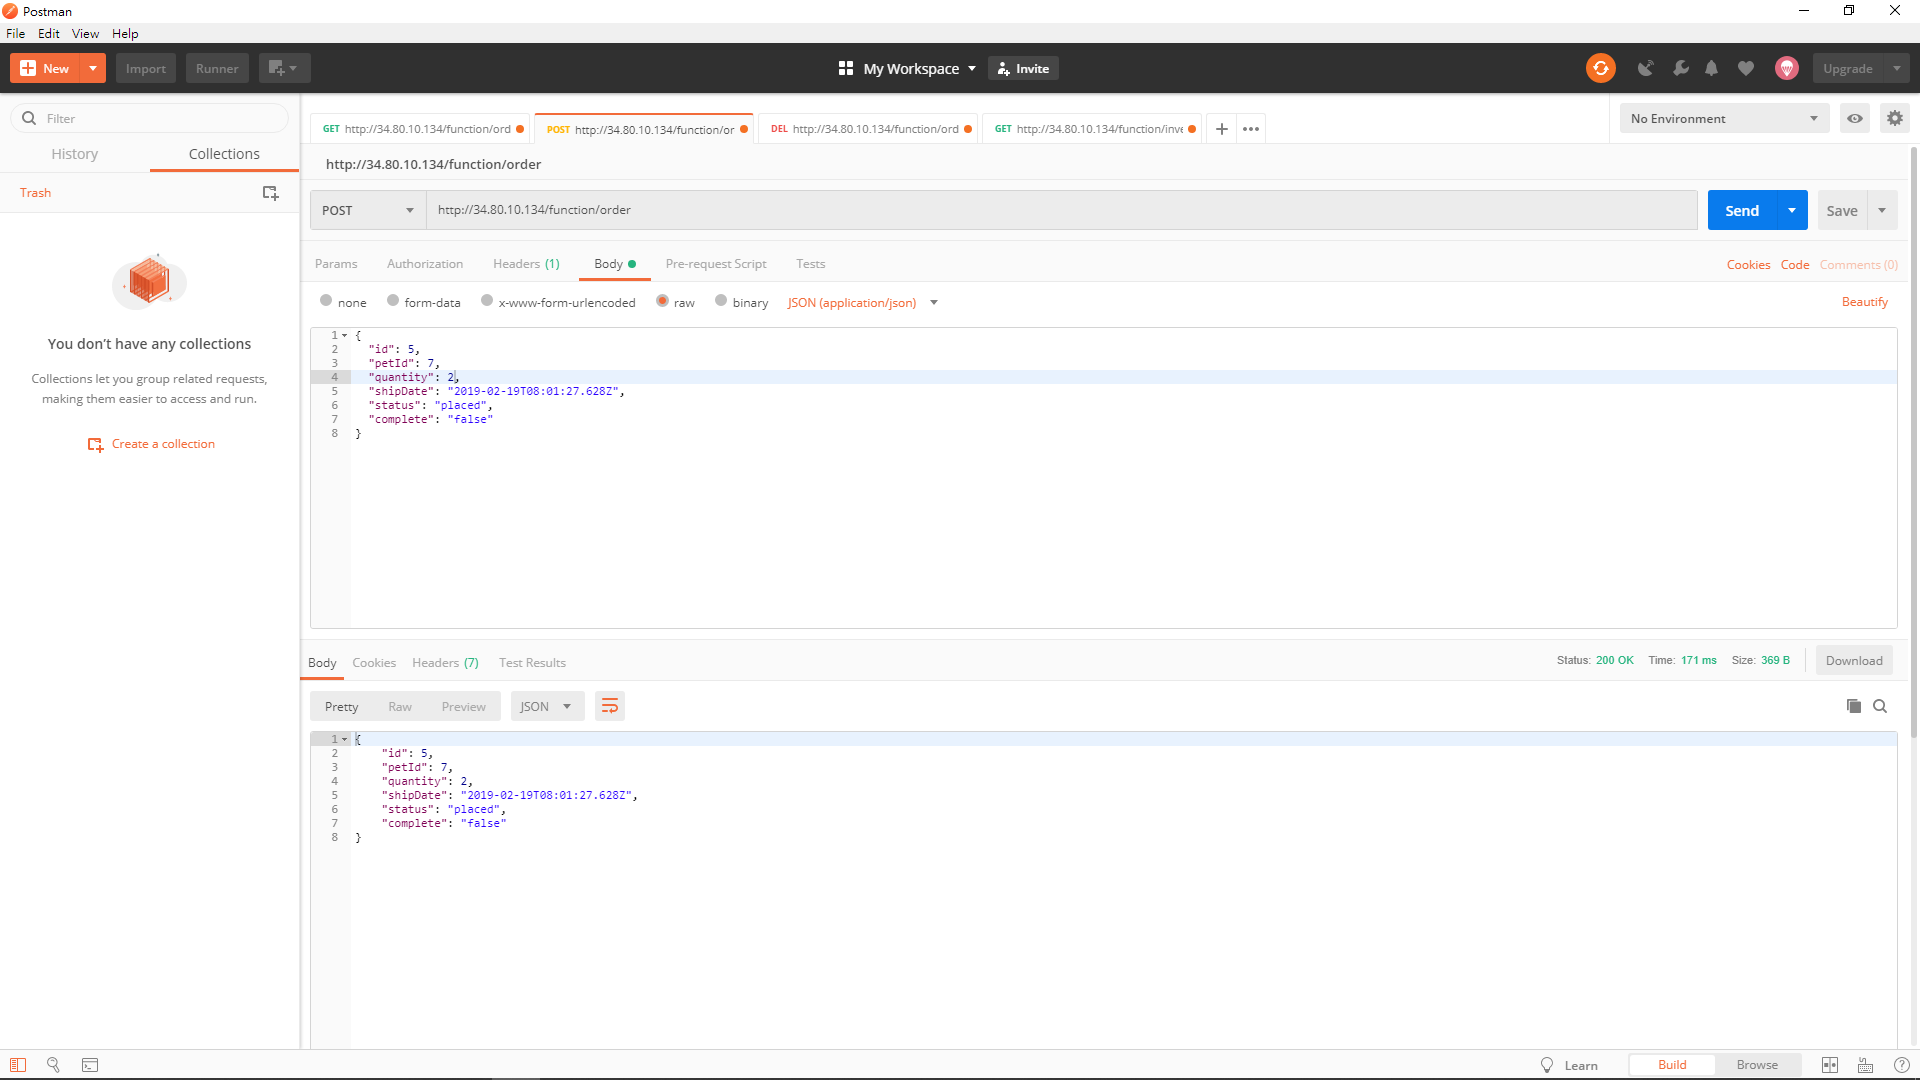 Postman
File Edit View Help
New Import Runner My Workspace Invite Upgrade
Filter
History Collections
Trash
You don't have any collections
Collections let you group related requests,
making them easier to access and run.
Create a collection
GET http://34.80.10.134/function/ord POST http://34.80.10.134/function/or DEL http://34.80.10.134/function/ord GET http://34.80.10.134/function/inve + ••• No Environment
http://34.80.10.134/function/order
POST http://34.80.10.134/function/order Send Save
Params Authorization Headers (1) Body Pre-request Script Tests Cookies Code Comments (0)
none form-data x-www-form-urlencoded raw binary JSON (application/json) Beautify
1 {
2 "id": 5,
3 "petId": 7,
4 "quantity": 2,
5 "shipDate": "2019-02-19T08:01:27.628Z",
6 "status": "placed",
7 "complete": "false"
8 }
Body Cookies Headers (7) Test Results Status: 200 OK Time: 171 ms Size: 369 B Download
Pretty Raw Preview JSON
1 {
2 "id": 5,
3 "petId": 7,
4 "quantity": 2,
5 "shipDate": "2019-02-19T08:01:27.628Z",
6 "status": "placed",
7 "complete": "false"
8 }
Learn Build Browse